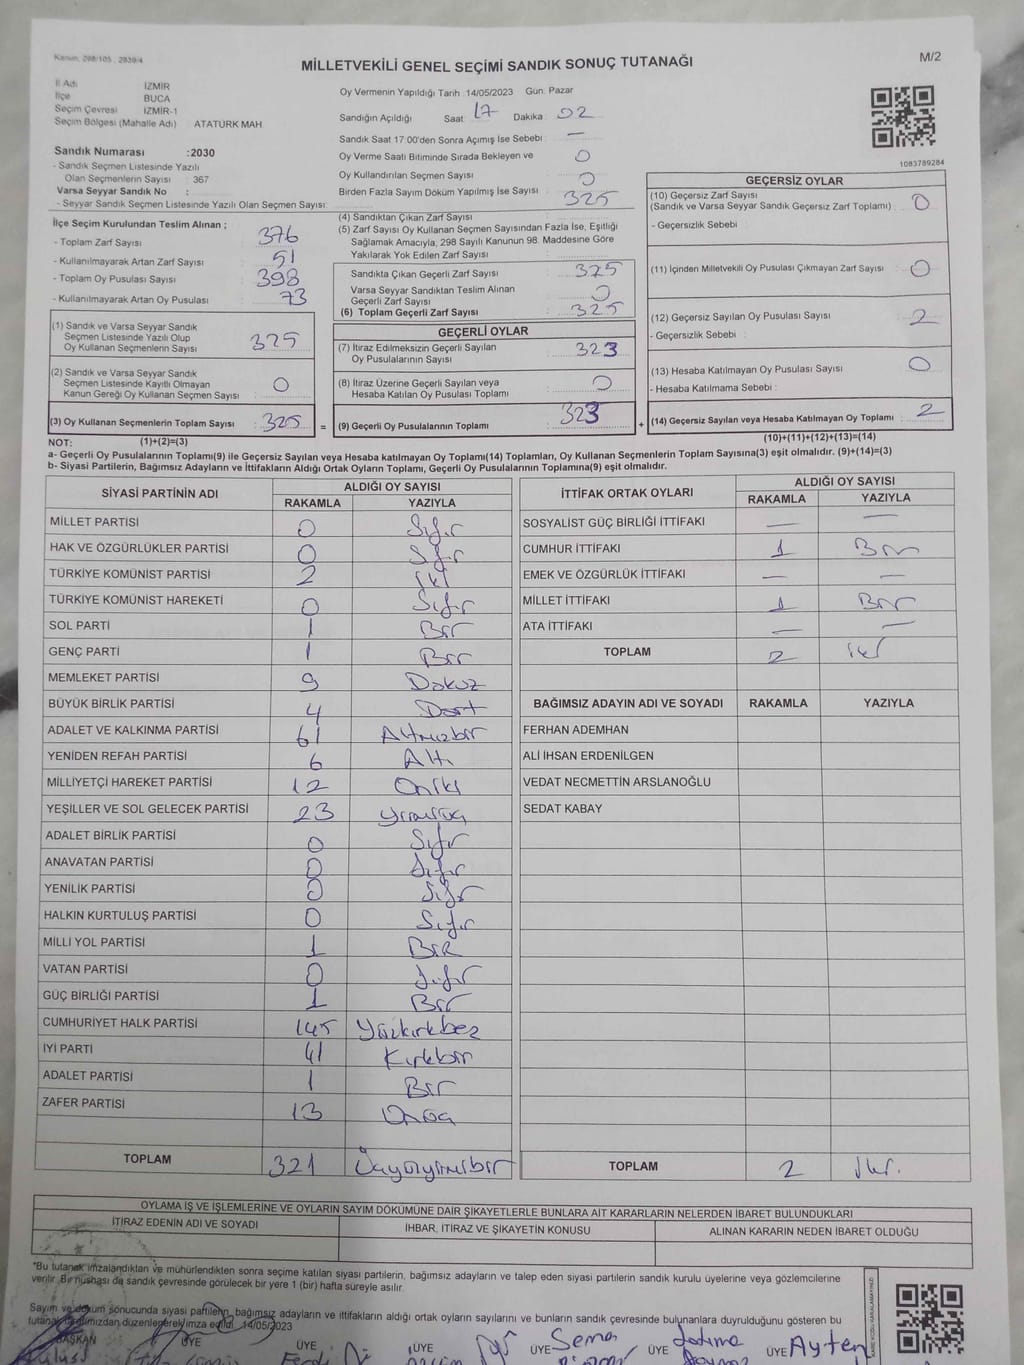 Kanun, 298/105, 2839/4
MİLLETVEKİLİ GENEL SEÇİMİ SANDIK SONUÇ TUTANAĞI
M/2
İl Adı İZMİR
İlçe BUCA
Seçim Çevresi İZMİR-1
Seçim Bölgesi (Mahalle Adı) ATATÜRK MAH
Oy Vermenin Yapıldığı Tarih :14/05/2023 Gün: Pazar
Sandığın Açıldığı Saat 17 Dakika : 02
Sandık Saat 17.00'den Sonra Açımış İse Sebebi : —
Oy Verme Saati Bitiminde Sırada Bekleyen ve 0
Oy Kullandırılan Seçmen Sayısı : 0
Birden Fazla Sayım Döküm Yapılmış İse Sayısı : 325
1083789284
Sandık Numarası :2030
- Sandık Seçmen Listesinde Yazılı
Olan Seçmenlerin Sayısı : 367
Varsa Seyyar Sandık No :
- Seyyar Sandık Seçmen Listesinde Yazılı Olan Seçmen Sayısı:
İlçe Seçim Kurulundan Teslim Alınan ;
- Toplam Zarf Sayısı : 376
- Kullanılmayarak Artan Zarf Sayısı : 51
- Toplam Oy Pusulası Sayısı : 398
- Kullanılmayarak Artan Oy Pusulası : 73
(1) Sandık ve Varsa Seyyar Sandık
Seçmen Listesinde Yazılı Olup
Oy Kullanan Seçmenlerin Sayısı : 325
(2) Sandık ve Varsa Seyyar Sandık
Seçmen Listesinde Kayıtlı Olmayan
Kanun Gereği Oy Kullanan Seçmen Sayısı : 0
(3) Oy Kullanan Seçmenlerin Toplam Sayısı : 325 =
(4) Sandıktan Çıkan Zarf Sayısı :
(5) Zarf Sayısı Oy Kullanan Seçmen Sayısından Fazla İse, Eşitliği
Sağlamak Amacıyla, 298 Sayılı Kanunun 98. Maddesine Göre
Yakılarak Yok Edilen Zarf Sayısı :
Sandıkta Çıkan Geçerli Zarf Sayısı : 325
Varsa Seyyar Sandıktan Teslim Alınan
Geçerli Zarf Sayısı : 0
(6) Toplam Geçerli Zarf Sayısı : 325
GEÇERLİ OYLAR
(7) İtiraz Edilmeksizin Geçerli Sayılan
Oy Pusulalarının Sayısı : 323
(8) İtiraz Üzerine Geçerli Sayılan veya
Hesaba Katılan Oy Pusulası Toplamı : 0
(9) Geçerli Oy Pusulalarının Toplamı : 323 +
GEÇERSİZ OYLAR
(10) Geçersiz Zarf Sayısı
(Sandık ve Varsa Seyyar Sandık Geçersiz Zarf Toplamı) : 0
- Geçersizlik Sebebi :
(11) İçinden Milletvekili Oy Pusulası Çıkmayan Zarf Sayısı : 0
(12) Geçersiz Sayılan Oy Pusulası Sayısı : 2
- Geçersizlik Sebebi :
(13) Hesaba Katılmayan Oy Pusulası Sayısı : 0
- Hesaba Katılmama Sebebi :
(14) Geçersiz Sayılan veya Hesaba Katılmayan Oy Toplamı : 2
NOT: (1)+(2)=(3) (10)+(11)+(12)+(13)=(14)
a- Geçerli Oy Pusulalarının Toplamı(9) ile Geçersiz Sayılan veya Hesaba katılmayan Oy Toplamı(14) Toplamları, Oy Kullanan Seçmenlerin Toplam Sayısına(3) eşit olmalıdır. (9)+(14)=(3)
b- Siyasi Partilerin, Bağımsız Adayların ve İttifakların Aldığı Ortak Oyların Toplamı, Geçerli Oy Pusulalarının Toplamına(9) eşit olmalıdır.
SİYASİ PARTİNİN ADI ALDIĞI OY SAYISI
RAKAMLA YAZIYLA
MİLLET PARTİSİ 0 Sıfır
HAK VE ÖZGÜRLÜKLER PARTİSİ 0 Sıfır
TÜRKİYE KOMÜNİST PARTİSİ 2 iki
TÜRKİYE KOMÜNİST HAREKETİ 0 Sıfır
SOL PARTİ 1 Bir
GENÇ PARTİ 1 Bir
MEMLEKET PARTİSİ 9 Dokuz
BÜYÜK BİRLİK PARTİSİ 4 Dört
ADALET VE KALKINMA PARTİSİ 61 Altmışbir
YENİDEN REFAH PARTİSİ 6 Altı
MİLLİYETÇİ HAREKET PARTİSİ 12 Oniki
YEŞİLLER VE SOL GELECEK PARTİSİ 23 yirmiüç
ADALET BİRLİK PARTİSİ 0 Sıfır
ANAVATAN PARTİSİ 0 Sıfır
YENİLİK PARTİSİ 0 Sıfır
HALKIN KURTULUŞ PARTİSİ 0 Sıfır
MİLLİ YOL PARTİSİ 1 BİR
VATAN PARTİSİ 0 Sıfır
GÜÇ BİRLİĞİ PARTİSİ 1 Bir
CUMHURİYET HALK PARTİSİ 145 Yüzkırkbeş
İYİ PARTİ 41 Kırkbir
ADALET PARTİSİ 1 Bir
ZAFER PARTİSİ 13 Onüç
TOPLAM 321 Üçyüzyirmibir
İTTİFAK ORTAK OYLARI ALDIĞI OY SAYISI
RAKAMLA YAZIYLA
SOSYALİST GÜÇ BİRLİĞİ İTTİFAKI — —
CUMHUR İTTİFAKI 1 Bir
EMEK VE ÖZGÜRLÜK İTTİFAKI — —
MİLLET İTTİFAKI 1 Bir
ATA İTTİFAKI — —
TOPLAM 2 iki
BAĞIMSIZ ADAYIN ADI VE SOYADI RAKAMLA YAZIYLA
FERHAN ADEMHAN
ALİ İHSAN ERDENİLGEN
VEDAT NECMETTİN ARSLANOĞLU
SEDAT KABAY
TOPLAM 2 iki.
OYLAMA İŞ VE İŞLEMLERİNE VE OYLARIN SAYIM DÖKÜMÜNE DAİR ŞİKAYETLERLE BUNLARA AİT KARARLARIN NELERDEN İBARET BULUNDUKLARI
İTİRAZ EDENİN ADI VE SOYADI İHBAR, İTİRAZ VE ŞİKAYETİN KONUSU ALINAN KARARIN NEDEN İBARET OLDUĞU
*Bu tutanak imzalandıktan ve mühürlendikten sonra seçime katılan siyasi partilerin, bağımsız adayların ve talep eden siyasi partilerin sandık kurulu üyelerine veya gözlemcilerine
verilir. Bir nüshası da sandık çevresinde görülecek bir yere 1 (bir) hafta süreyle asılır.
Sayım ve döküm sonucunda siyasi partilerin, bağımsız adayların ve ittifakların aldığı ortak oyların sayılarını ve bunların sandık çevresinde bulunanlara duyrulduğunu gösteren bu
tutanak tarafımızdan düzenlenerek imza edildi. 14/05/2023
BAŞKAN ÜYE ÜYE ÜYE ÜYE Sema ÜYE ÜYE Ayten